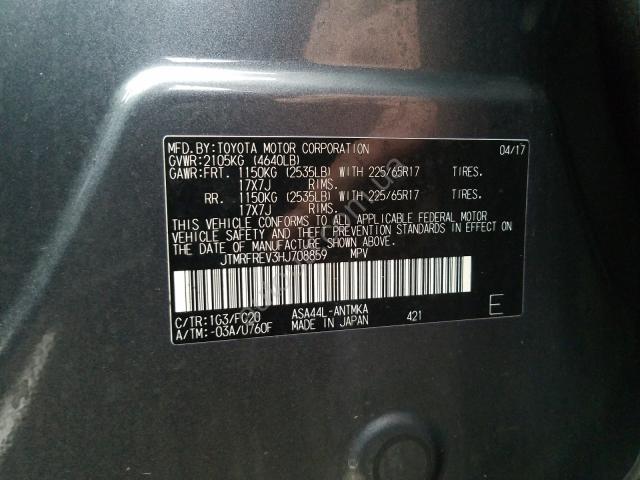 MFD.BY:TOYOTA MOTOR CORPORATION 04/17
GVWR:2105KG (4640LB)
GAWR:FRT. 1150KG (2535LB) WITH 225/65R17 TIRES.
17X7J RIMS.
RR. 1150KG (2535LB) WITH 225/65R17 TIRES.
17X7J RIMS.
THIS VEHICLE CONFORMS TO ALL APPLICABLE FEDERAL MOTOR
VEHICLE SAFETY AND THEFT PREVENTION STANDARDS IN EFFECT
ON THE DATE OF MANUFACTURE SHOWN ABOVE.
JTMRFREV3HJ708859 MPV
C/TR:1G3/FC20 ASA44L-ANTMKA
A/TM:-03A/U760F MADE IN JAPAN 421
E